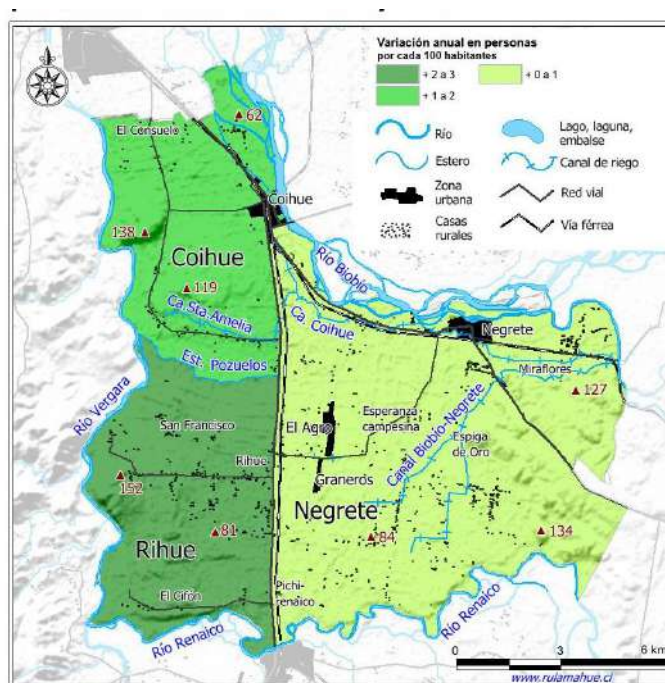 Variación anual en personas
por cada 100 habitantes
+ 2 a 3
+ 0 a 1
+ 1 a 2
Río
Lago, laguna,
embalse
Estero
Canal de riego
Zona
urbana
Red vial
Casas
rurales
Vía férrea
62
El Consuelo
Coihue
138
Coihue
Río Biobío
119
Ca.Sta.Amelia
Ca. Coihue
Negrete
Est. Pozuelos
Miraflores
127
Río Vergara
San Francisco
El Agro
Esperanza
campesina
Canal Biobío-Negrete
Espiga
de Oro
Rihue
152
Graneros
Negrete
81
84
134
Rihue
El Cifón
Pichi-
renaico
Río Renaico
Río Renaico
0 3 6 km
www.rulamahue.cl